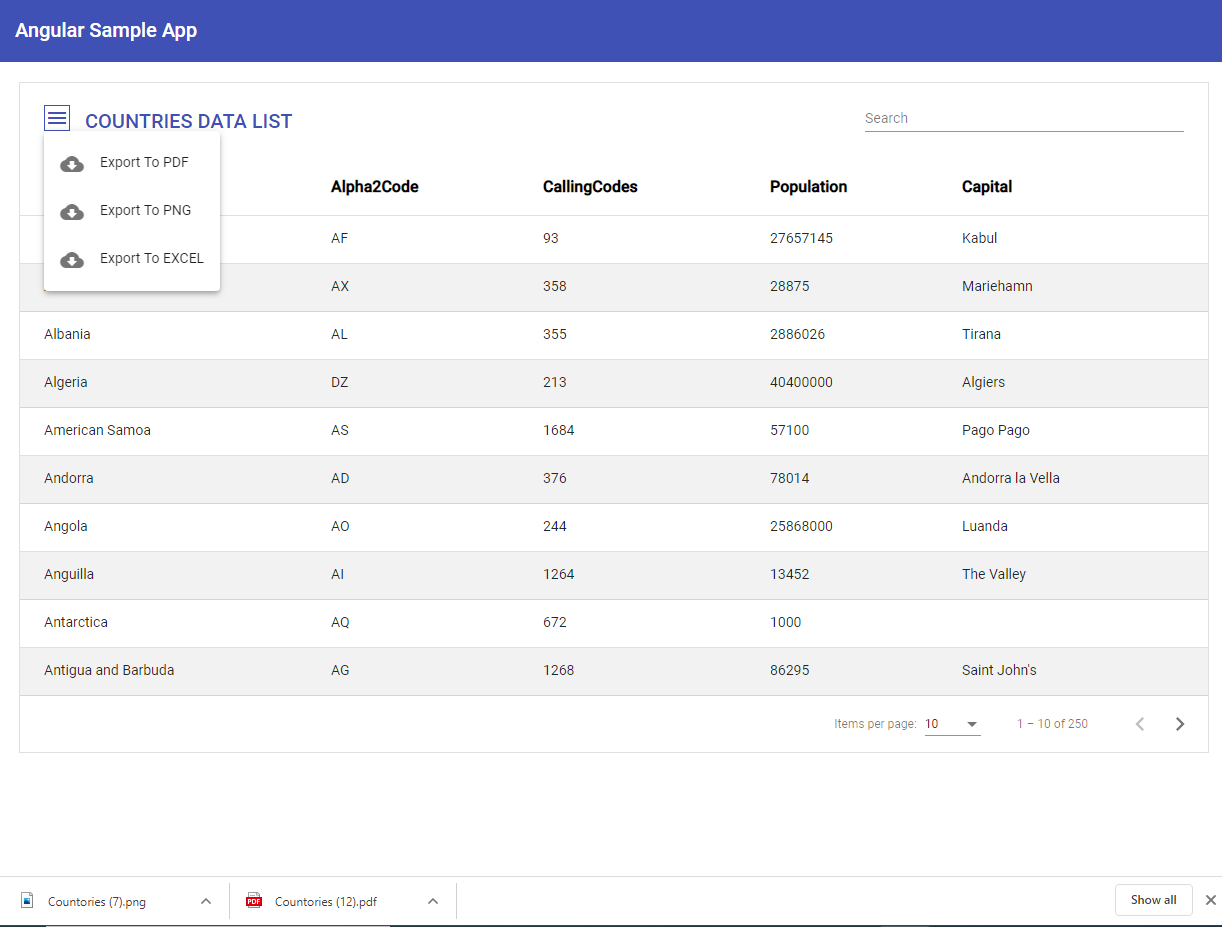 Angular Sample App
COUNTRIES DATA LIST
Search
Export To PDF
Export To PNG
Export To EXCEL
Alpha2Code CallingCodes Population Capital
AF 93 27657145 Kabul
AX 358 28875 Mariehamn
Albania AL 355 2886026 Tirana
Algeria DZ 213 40400000 Algiers
American Samoa AS 1684 57100 Pago Pago
Andorra AD 376 78014 Andorra la Vella
Angola AO 244 25868000 Luanda
Anguilla AI 1264 13452 The Valley
Antarctica AQ 672 1000
Antigua and Barbuda AG 1268 86295 Saint John's
Items per page: 10 1 – 10 of 250
Countries (7).png PDF Countries (12).pdf Show all